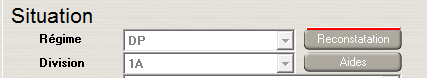 Situation
Régime DP Reconstatation
Division 1A Aides